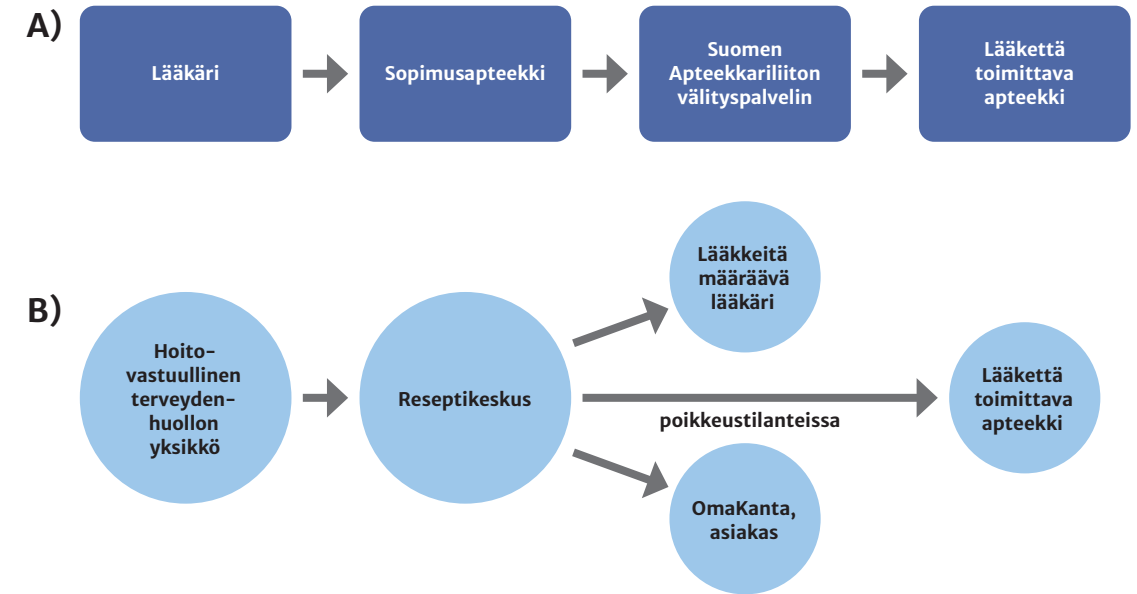 A)
Lääkäri
Sopimusapteekki
Suomen
Apteekkariliiton
välityspalvelin
Lääkettä
toimittava
apteekki
B)
Hoito-
vastuullinen
terveyden-
huollon
yksikkö
Reseptikeskus
Lääkkeitä
määräävä
lääkäri
poikkeustilanteissa
OmaKanta,
asiakas
Lääkettä
toimittava
apteekki